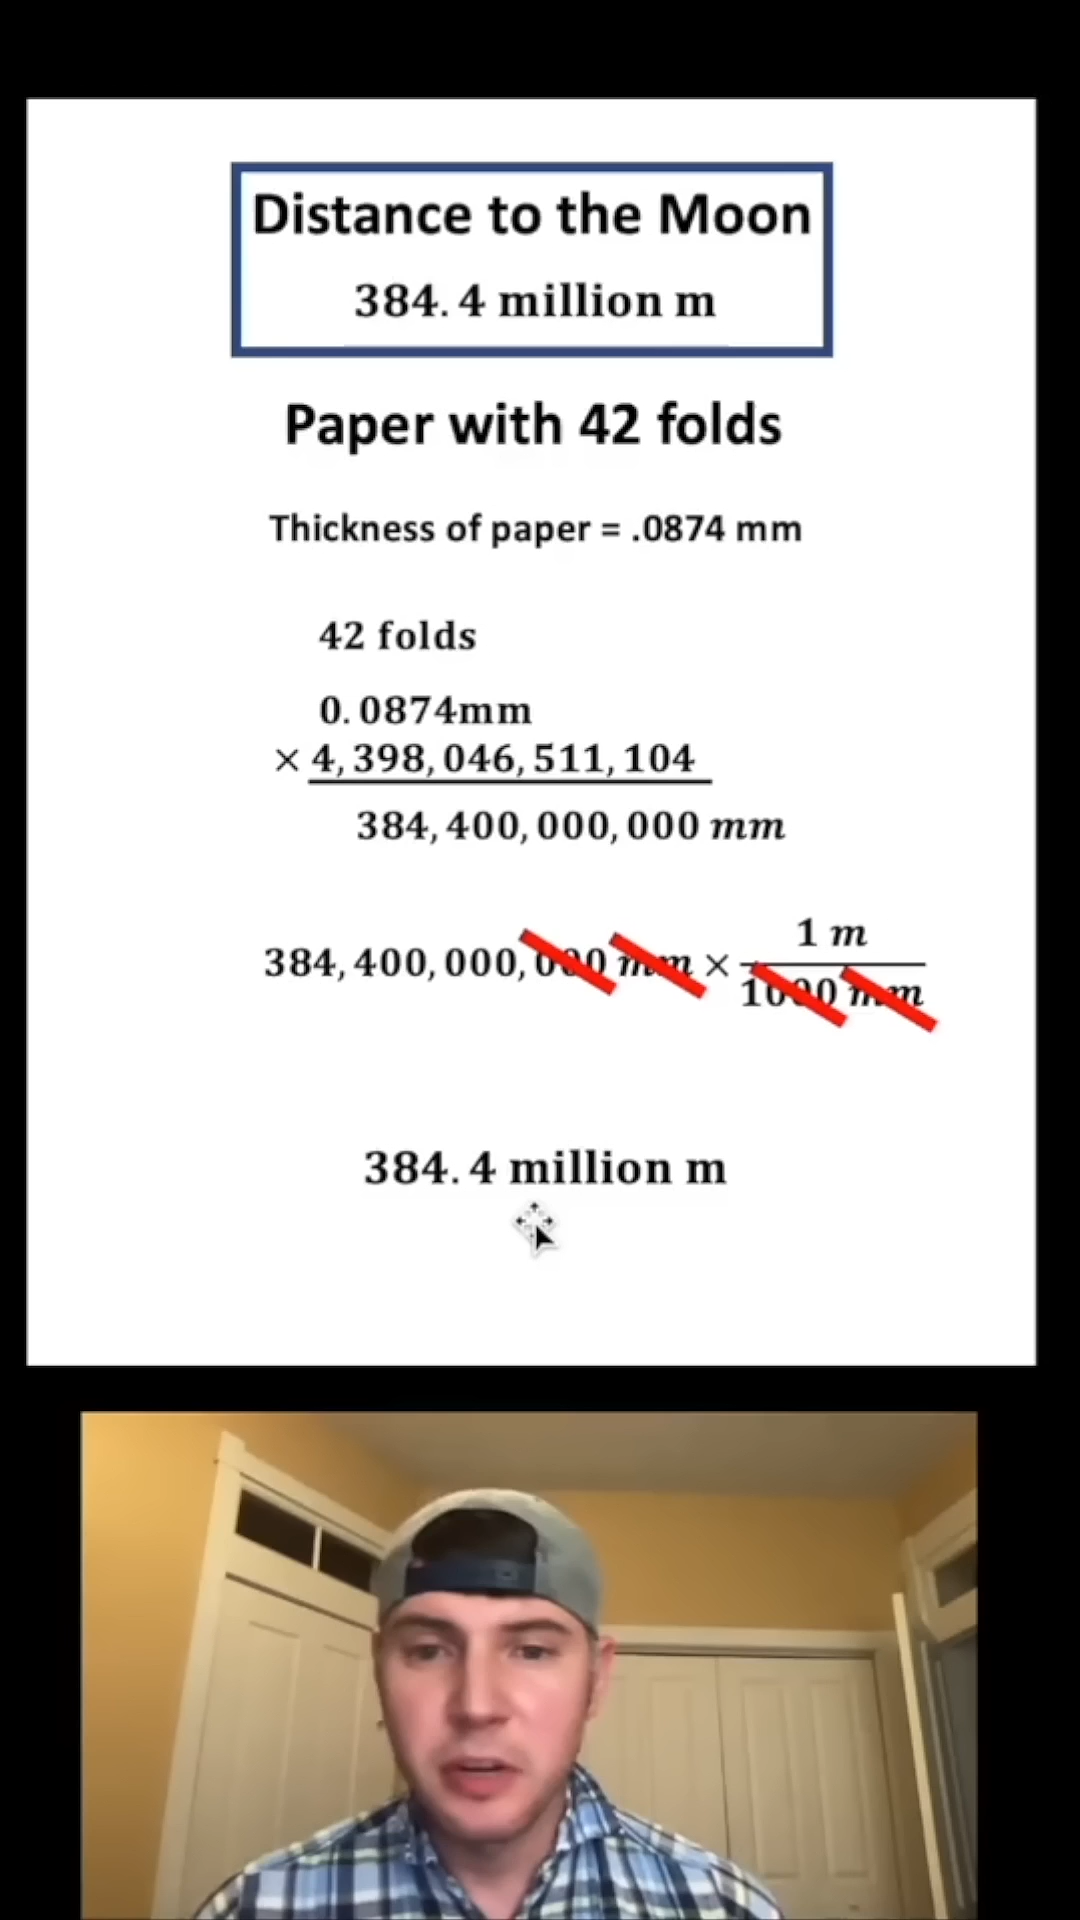 Distance to the Moon
384.4 million m
Paper with 42 folds
Thickness of paper = .0874 mm
42 folds
0.0874mm
× 4,398,046,511,104
384,400,000,000 mm
1 m
384,400,000,000 mm ×
1000 mm
384.4 million m